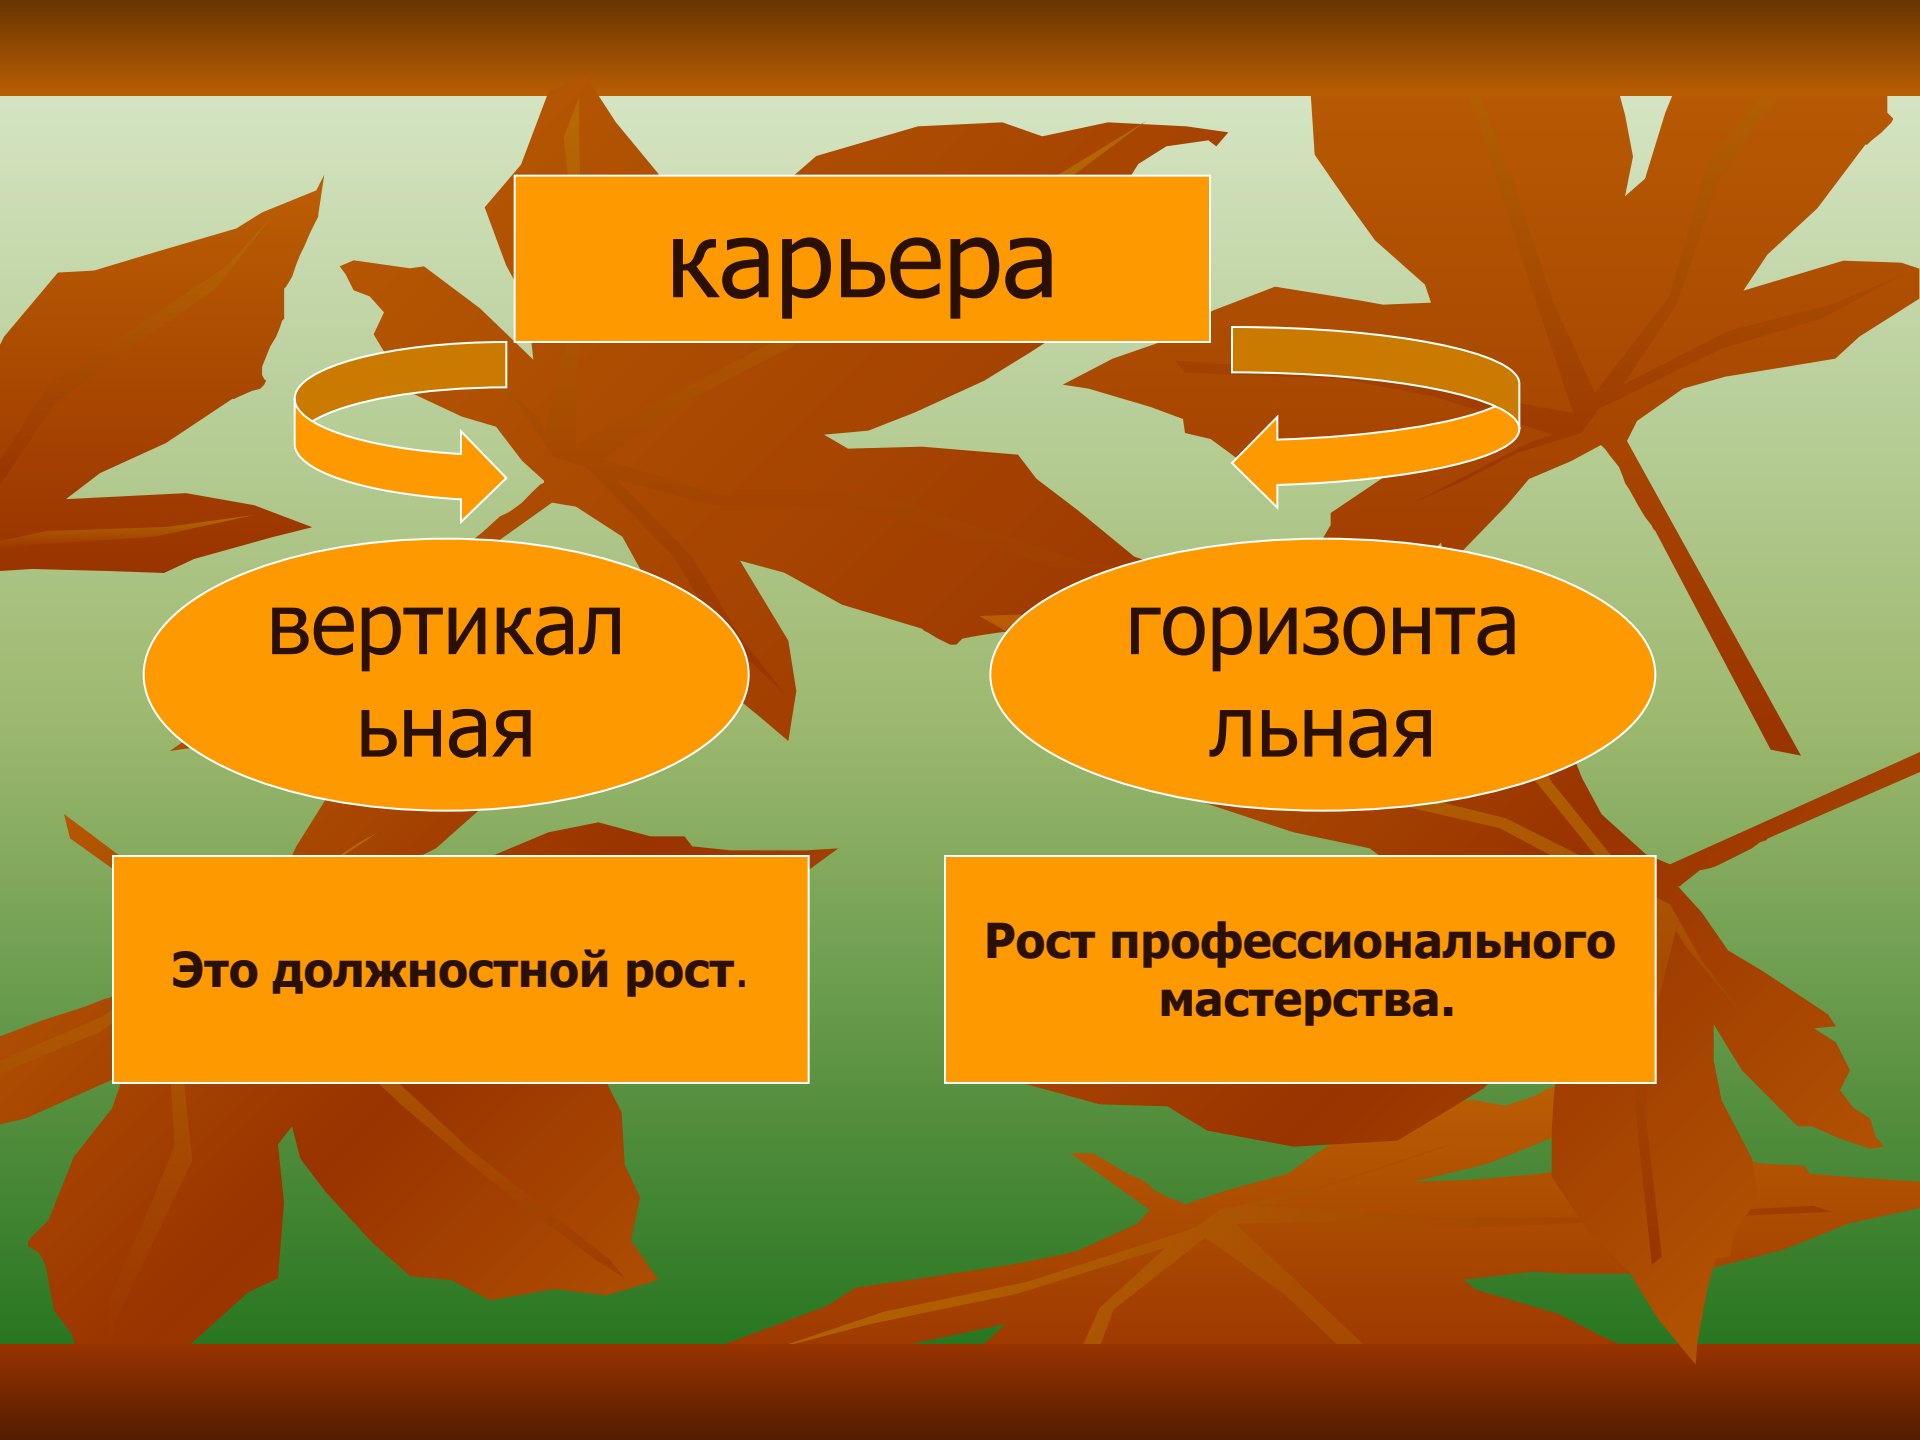 карьера
вертикал
ьная
горизонта
льная
Это должностной рост.
Рост профессионального
мастерства.